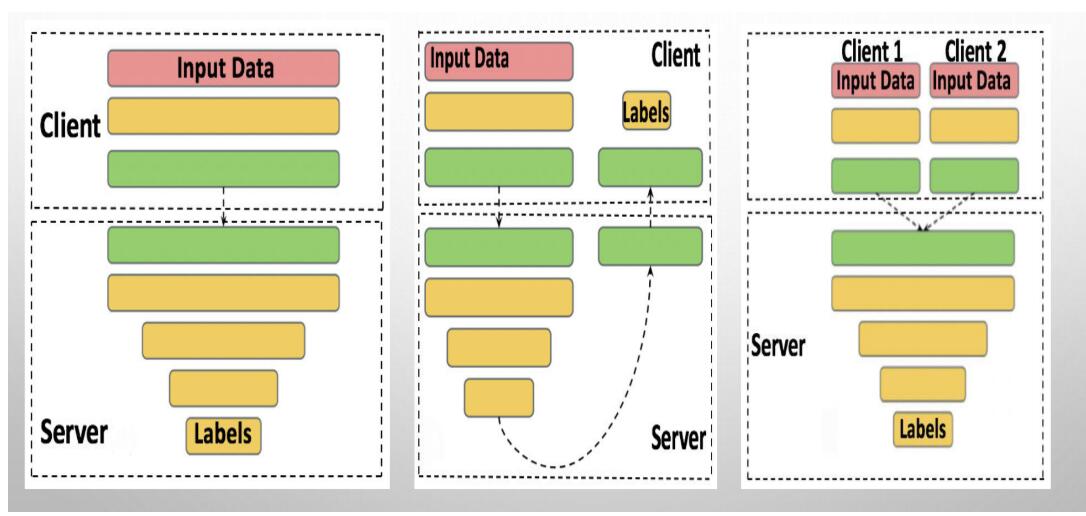 Input Data
Client
Server
Labels
Input Data
Client
Labels
Server
Client 1 Client 2
Input Data Input Data
Server
Labels